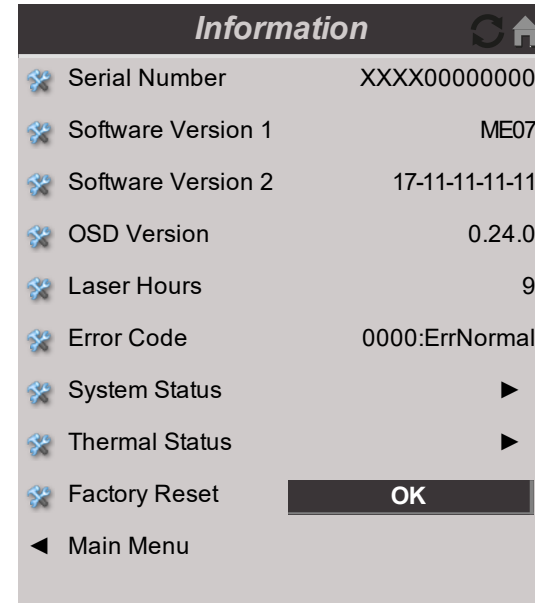 Information
Serial Number XXXX00000000
Software Version 1 ME07
Software Version 2 17-11-11-11-11
OSD Version 0.24.0
Laser Hours 9
Error Code 0000:ErrNormal
System Status ►
Thermal Status ►
Factory Reset OK
◄ Main Menu